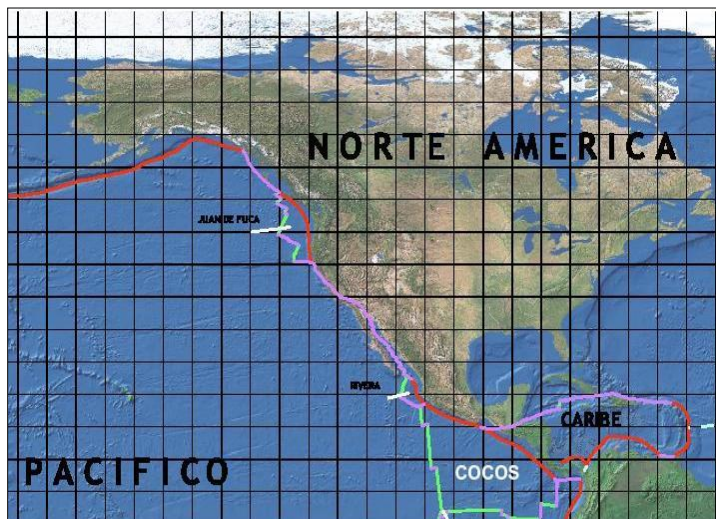 NORTE AMERICA
JUAN DE FUCA
RIVERA
CARIBE
PACIFICO
COCOS